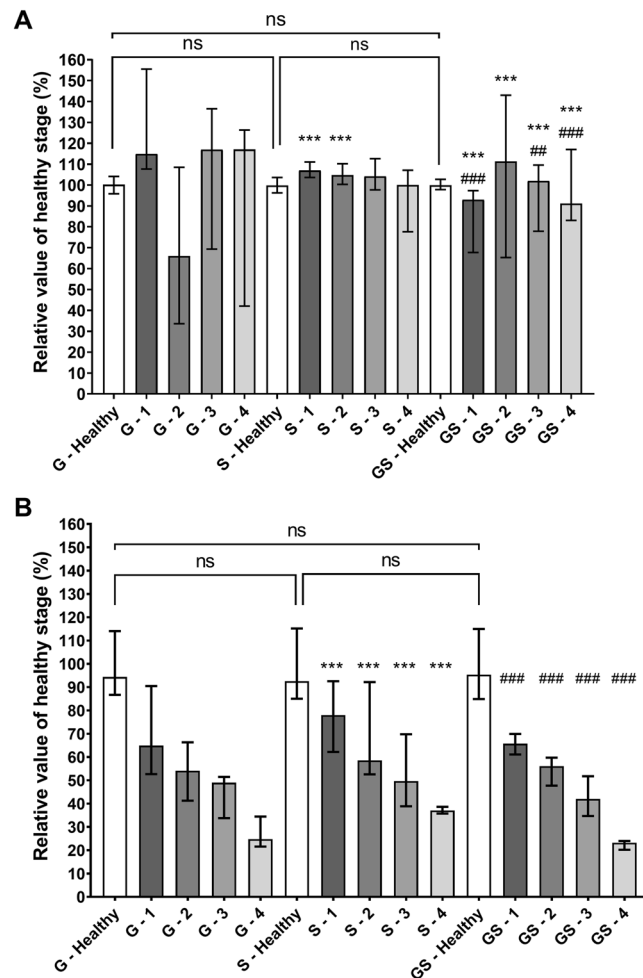 A
ns
ns
ns
Relative value of healthy stage (%)
160
150
140
130
120
110
100
90
80
70
60
50
40
30
20
10
0
***
***
***
###
***
***
##
***
###
G - Healthy
G - 1
G - 2
G - 3
G - 4
S - Healthy
S - 1
S - 2
S - 3
S - 4
GS - Healthy
GS - 1
GS - 2
GS - 3
GS - 4
B
ns
ns
ns
Relative value of healthy stage (%)
160
150
140
130
120
110
100
90
80
70
60
50
40
30
20
10
0
***
***
***
***
###
###
###
###
G - Healthy
G - 1
G - 2
G - 3
G - 4
S - Healthy
S - 1
S - 2
S - 3
S - 4
GS - Healthy
GS - 1
GS - 2
GS - 3
GS - 4